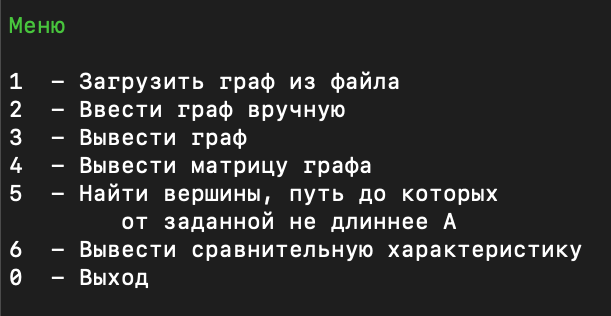 Меню
1 – Загрузить граф из файла
2 – Ввести граф вручную
3 – Вывести граф
4 – Вывести матрицу графа
5 – Найти вершины, путь до которых
от заданной не длиннее А
6 – Вывести сравнительную характеристику
0 – Выход